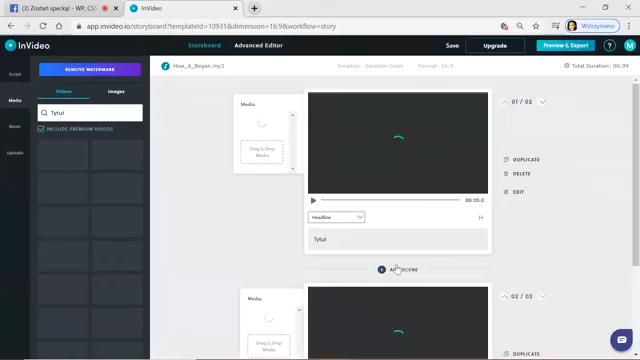 (3) Zostań specką! - WP, CSS
InVideo
app.invideo.io/storyboard?templateId=10931&dimension=16:9&workflow=story
Wstrzymano
InVideo
Storyboard
Advanced Editor
Save
Upgrade
Preview & Export
?
M
REMOVE WATERMARK
How_it_Began.mp3
Template: Vacation Goals
Format: 16:9
Total Duration: 00:09
Script
Media
Music
Uploads
Videos
Images
Tytuł
INCLUDE PREMIUM VIDEOS
Media
Drag & Drop
Media
01 / 02
DUPLICATE
DELETE
EDIT
00:05.0
Headline
H
Tytuł
ADD SCENE
Media
Drag & Drop
Media
02 / 02
DUPLICATE